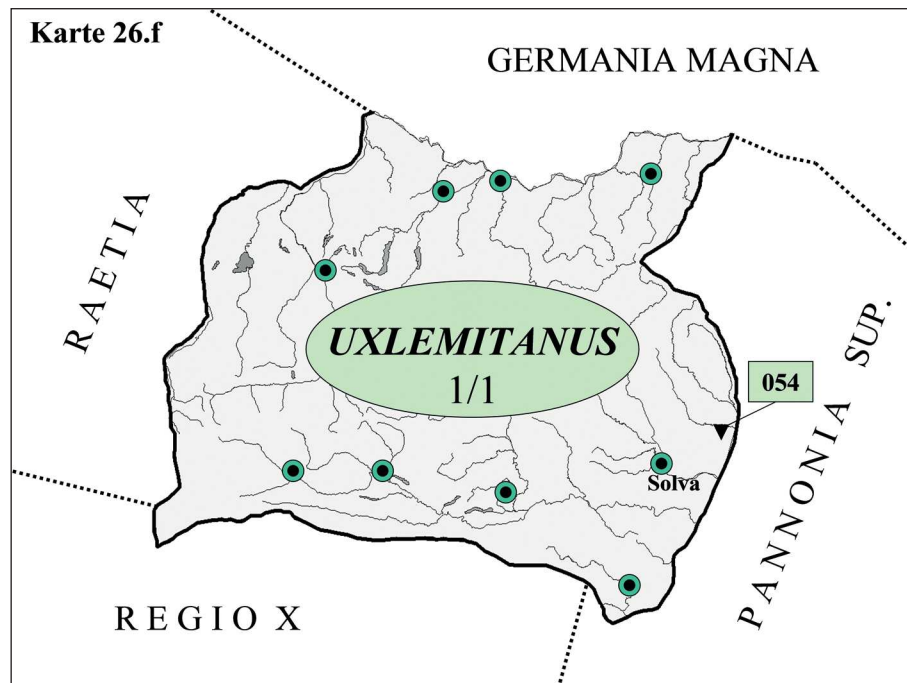 Karte 26.f
GERMANIA MAGNA
RAETIA
UXLEMITANUS
1/1
PANNONIA SUP.
054
Solva
REGIO X